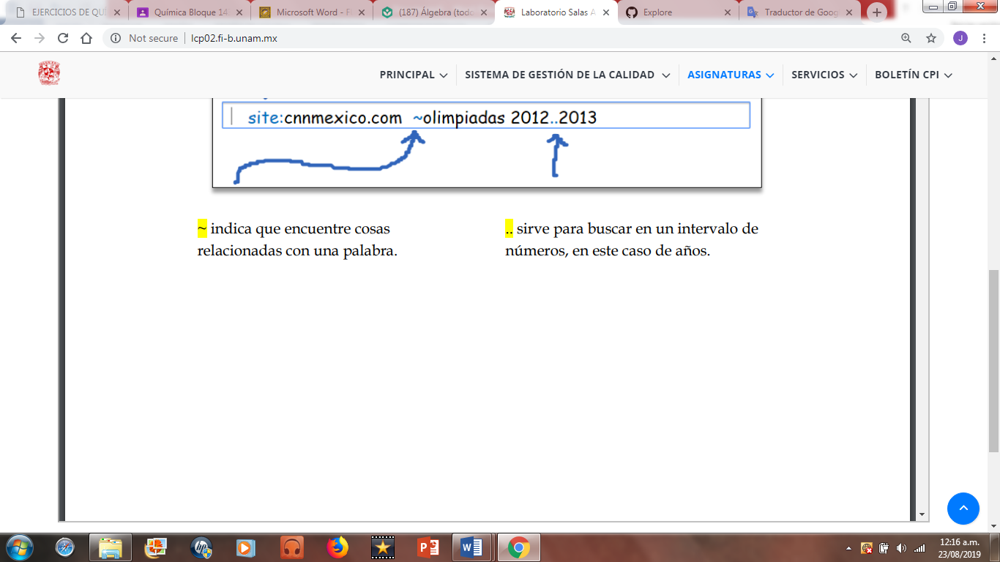 EJERCICIOS DE QU
Química Bloque 14
Microsoft Word - F
(187) Álgebra (todo
Laboratorio Salas A
Explore
Traductor de Goog
Not secure | lcp02.fi-b.unam.mx
J
PRINCIPAL
SISTEMA DE GESTIÓN DE LA CALIDAD
ASIGNATURAS
SERVICIOS
BOLETÍN CPI
site:cnnmexico.com ~olimpiadas 2012..2013
~ indica que encuentre cosas
relacionadas con una palabra.
.. sirve para buscar en un intervalo de
números, en este caso de años.
12:16 a.m.
23/08/2019